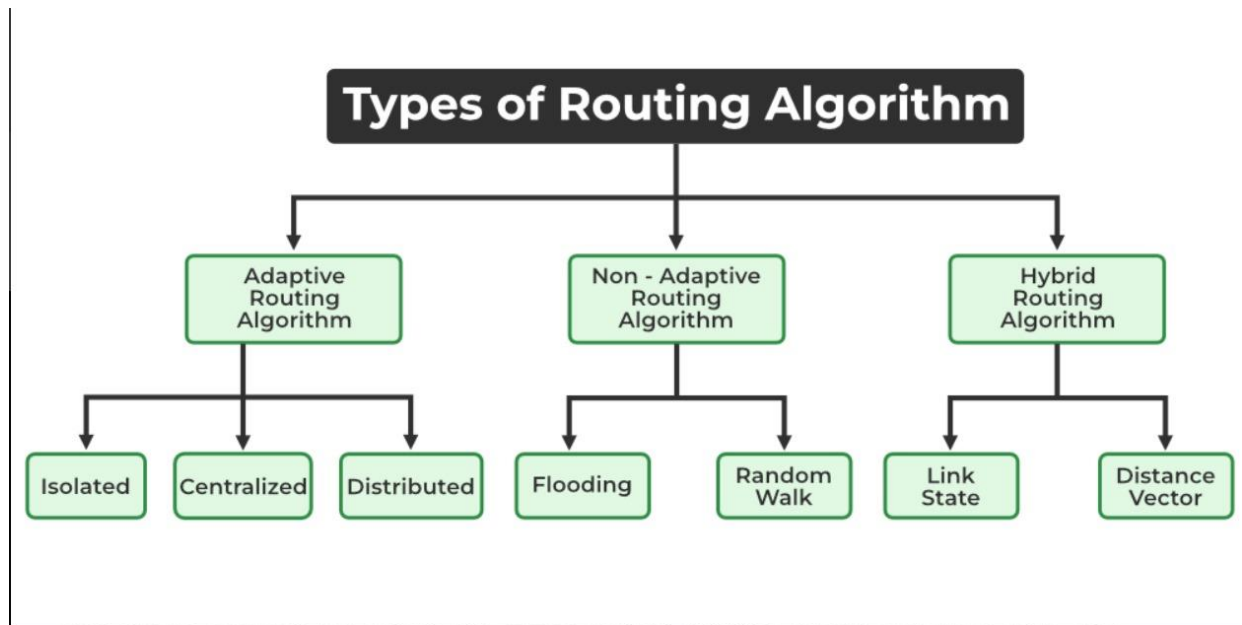 Types of Routing Algorithm
Adaptive
Routing
Algorithm
Non - Adaptive
Routing
Algorithm
Hybrid
Routing
Algorithm
Isolated
Centralized
Distributed
Flooding
Random
Walk
Link
State
Distance
Vector